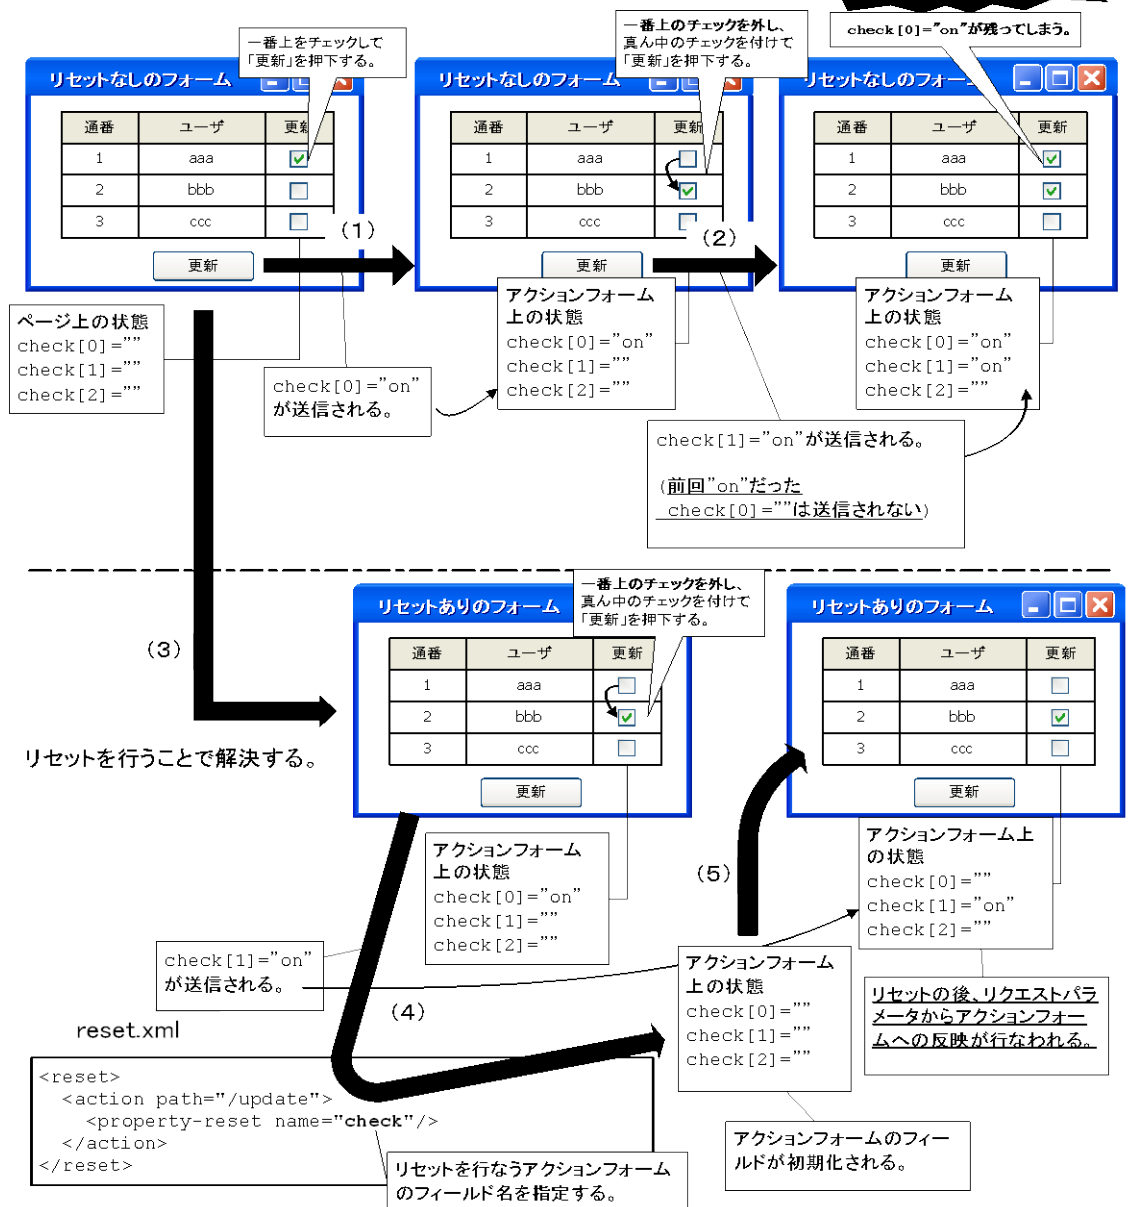 一番上をチェックして
「更新」を押下する。
一番上のチェックを外し、
真ん中のチェックを付けて
「更新」を押下する。
check[0]="on"が残ってしまう。
リセットなしのフォーム
通番 ユーザ 更新
1 aaa
2 bbb
3 ccc
更新
(1)
リセットなしのフォーム
通番 ユーザ 更新
1 aaa
2 bbb
3 ccc
更新
(2)
リセットなしのフォーム
通番 ユーザ 更新
1 aaa
2 bbb
3 ccc
更新
ページ上の状態
check[0]=""
check[1]=""
check[2]=""
check[0]="on"
が送信される。
アクションフォーム
上の状態
check[0]="on"
check[1]=""
check[2]=""
check[1]="on"が送信される。
(前回"on"だった
check[0]=""は送信されない)
アクションフォーム
上の状態
check[0]="on"
check[1]="on"
check[2]=""
(3)
リセットを行うことで解決する。
一番上のチェックを外し、
真ん中のチェックを付けて
「更新」を押下する。
リセットありのフォーム
通番 ユーザ 更新
1 aaa
2 bbb
3 ccc
更新
リセットありのフォーム
通番 ユーザ 更新
1 aaa
2 bbb
3 ccc
更新
アクションフォーム
上の状態
check[0]="on"
check[1]=""
check[2]=""
(5)
アクションフォーム上
の状態
check[0]=""
check[1]="on"
check[2]=""
check[1]="on"
が送信される。
(4)
アクションフォーム
上の状態
check[0]=""
check[1]=""
check[2]=""
リセットの後、リクエストパラ
メータからアクションフォー
ムへの反映が行なわれる。
reset.xml
<reset>
<action path="/update">
<property-reset name="check"/>
</action>
</reset>
リセットを行なうアクションフォーム
のフィールド名を指定する。
アクションフォームのフィー
ルドが初期化される。